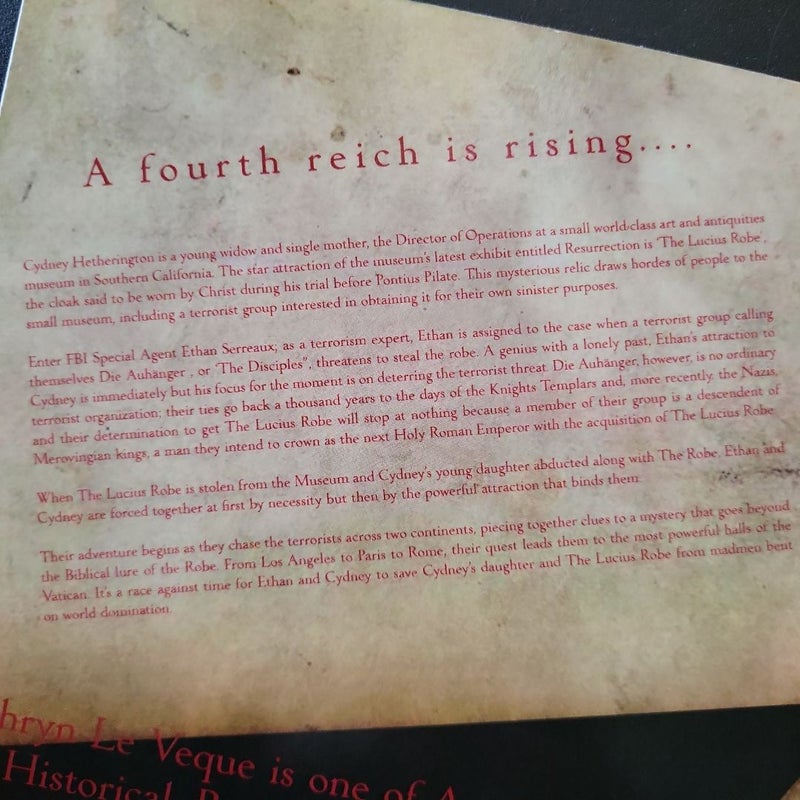 A fourth reich is rising....
Cydney Hetherington is a young widow and single mother, the Director of Operations at a small world-class art and antiquities
museum in Southern California. The star attraction of the museum's latest exhibit entitled Resurrection is 'The Lucius Robe',
the cloak said to be worn by Christ during his trial before Pontius Pilate. This mysterious relic draws hordes of people to the
small museum, including a terrorist group interested in obtaining it for their own sinister purposes.
Enter FBI Special Agent Ethan Serreaux; as a terrorism expert, Ethan is assigned to the case when a terrorist group calling
themselves Die Auhänger , or 'The Disciples", threatens to steal the robe. A genius with a lonely past, Ethan's attraction to
Cydney is immediately but his focus for the moment is on deterring the terrorist threat. Die Auhänger, however, is no ordinary
terrorist organization; their ties go back a thousand years to the days of the Knights Templars and, more recently, the Nazis,
and their determination to get The Lucius Robe will stop at nothing because a member of their group is a descendent of
Merovingian kings, a man they intend to crown as the next Holy Roman Emperor with the acquisition of The Lucius Robe
When The Lucius Robe is stolen from the Museum and Cydney's young daughter abducted along with The Robe, Ethan and
Cydney are forced together at first by necessity but then by the powerful attraction that binds them.
Their adventure begins as they chase the terrorists across two continents, piecing together clues to a mystery that goes beyond
the Biblical lure of the Robe. From Los Angeles to Paris to Rome, their quest leads them to the most powerful halls of the
Vatican. It's a race against time for Ethan and Cydney to save Cydney's daughter and The Lucius Robe from madmen bent
on world domination.
hryn Le Veque is one of A
Historical